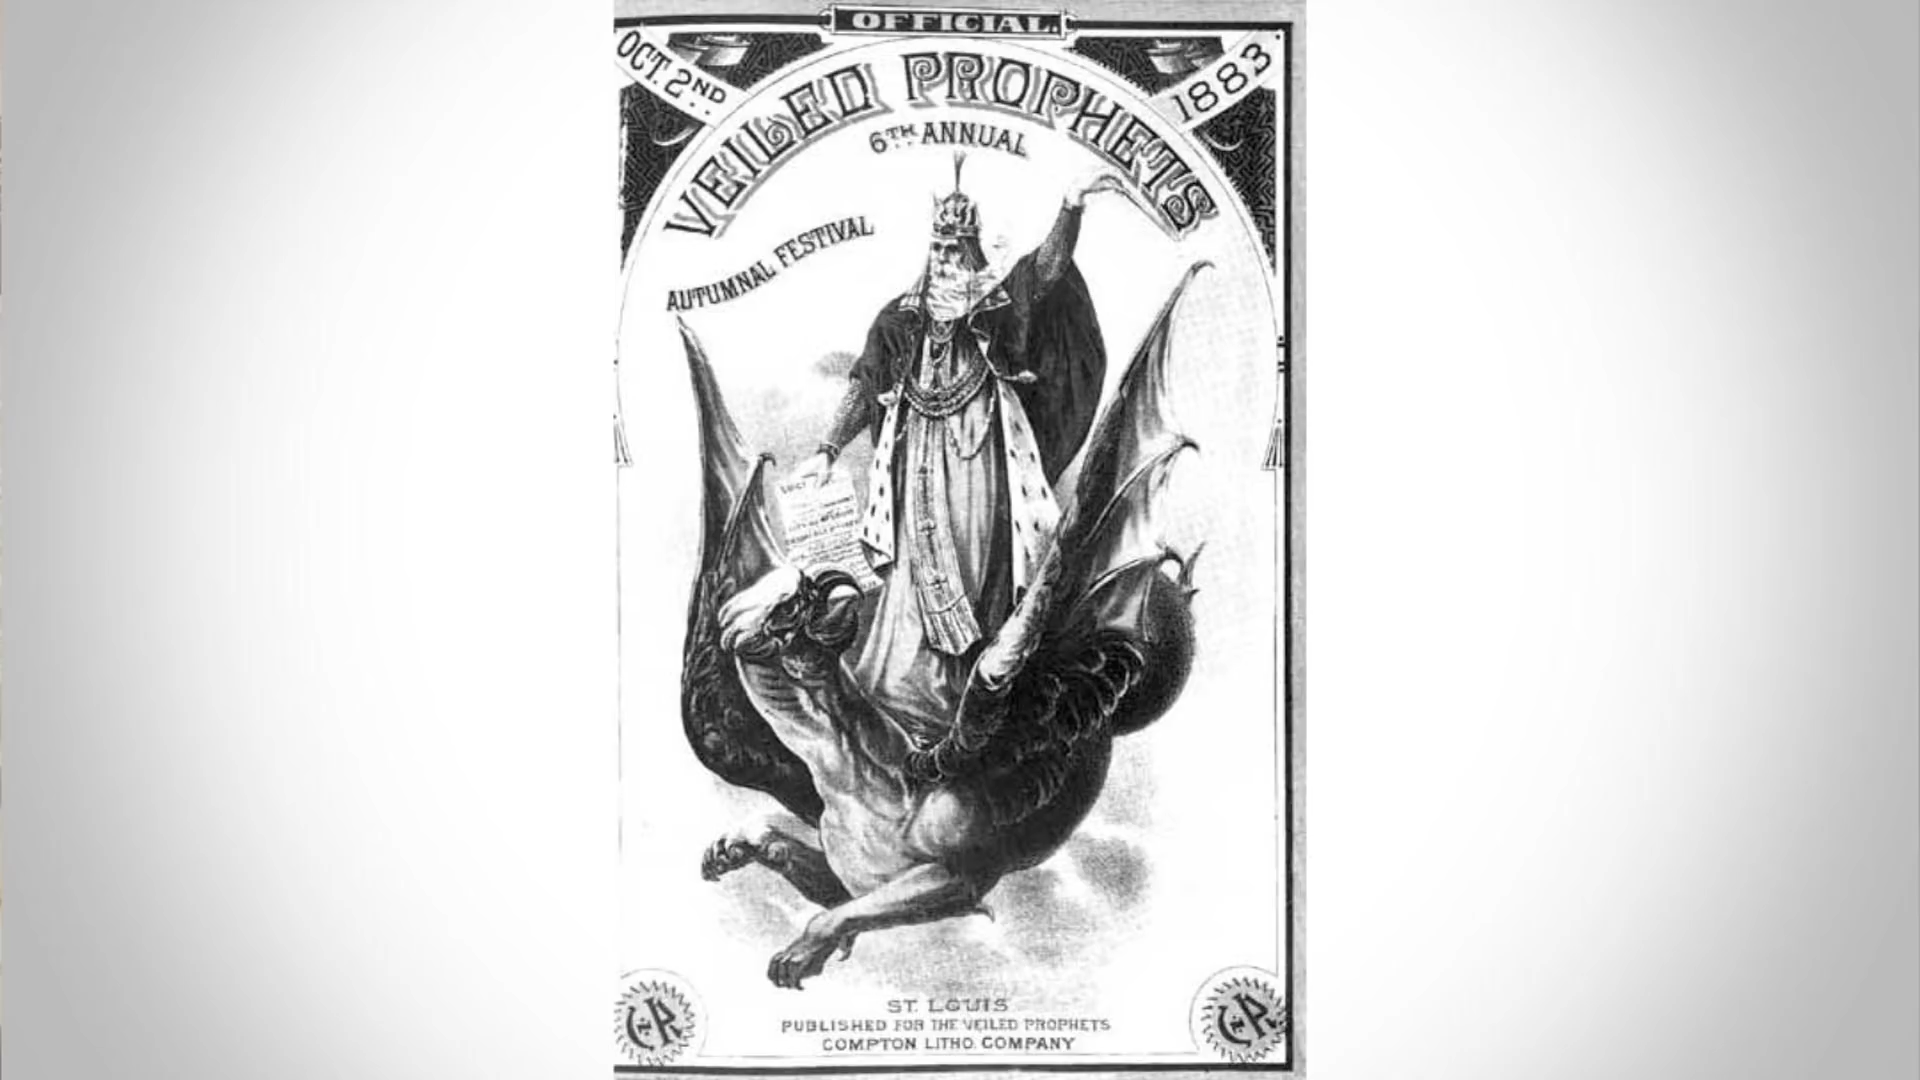 OFFICIAL.
OCT. 2ND
1883
VEILED PROPHETS
6TH ANNUAL
AUTUMNAL FESTIVAL
ST. LOUIS
PUBLISHED FOR THE VEILED PROPHETS
COMPTON LITHO. COMPANY